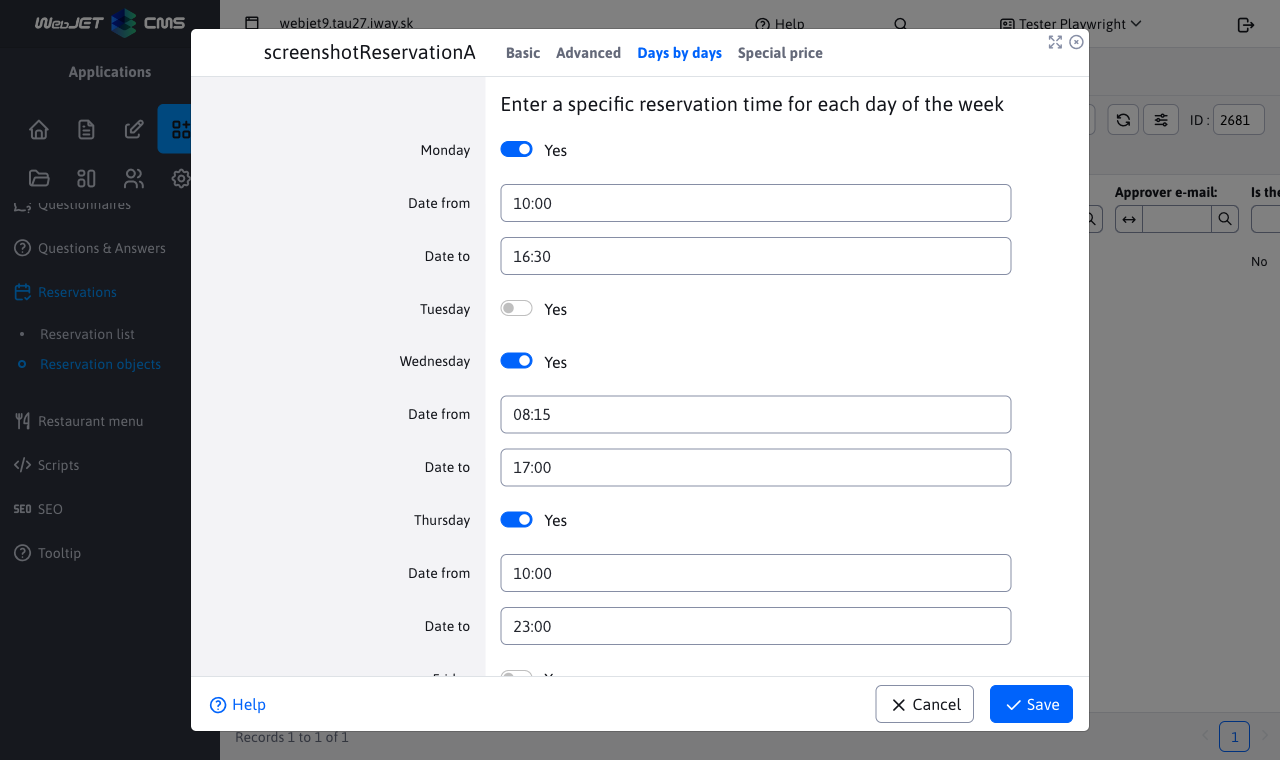 WebJET CMS
webjet9.tau27.iway.sk
Help
Tester Playwright
Applications
screenshotReservationA
Basic
Advanced
Days by days
Special price
Enter a specific reservation time for each day of the week
Monday
Yes
Date from
10:00
Date to
16:30
Tuesday
Yes
Wednesday
Yes
Date from
08:15
Date to
17:00
Thursday
Yes
Date from
10:00
Date to
23:00
Help
Cancel
Save
ID :
2681
Approver e-mail:
Is the
No
Questionnaires
Questions & Answers
Reservations
Reservation list
Reservation objects
Restaurant menu
Scripts
SEO SEO
Tooltip
Records 1 to 1 of 1
1